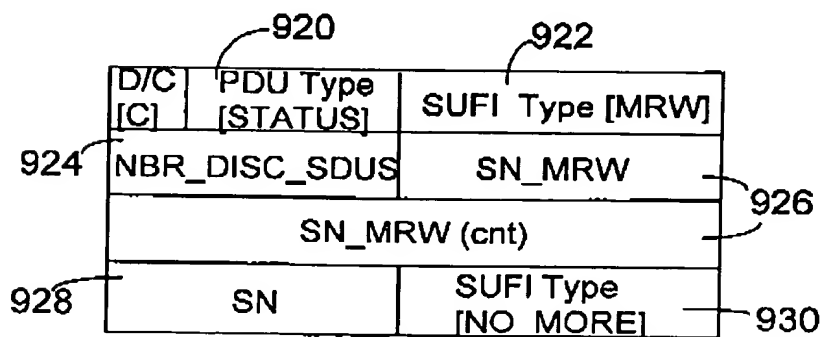 920
922
D/C PDU Type
[C] [STATUS]
SUFI Type [MRW]
924
NBR_DISC_SDUS
SN_MRW
926
SN_MRW (cnt)
928
SN
SUFI Type
[NO_MORE]
930